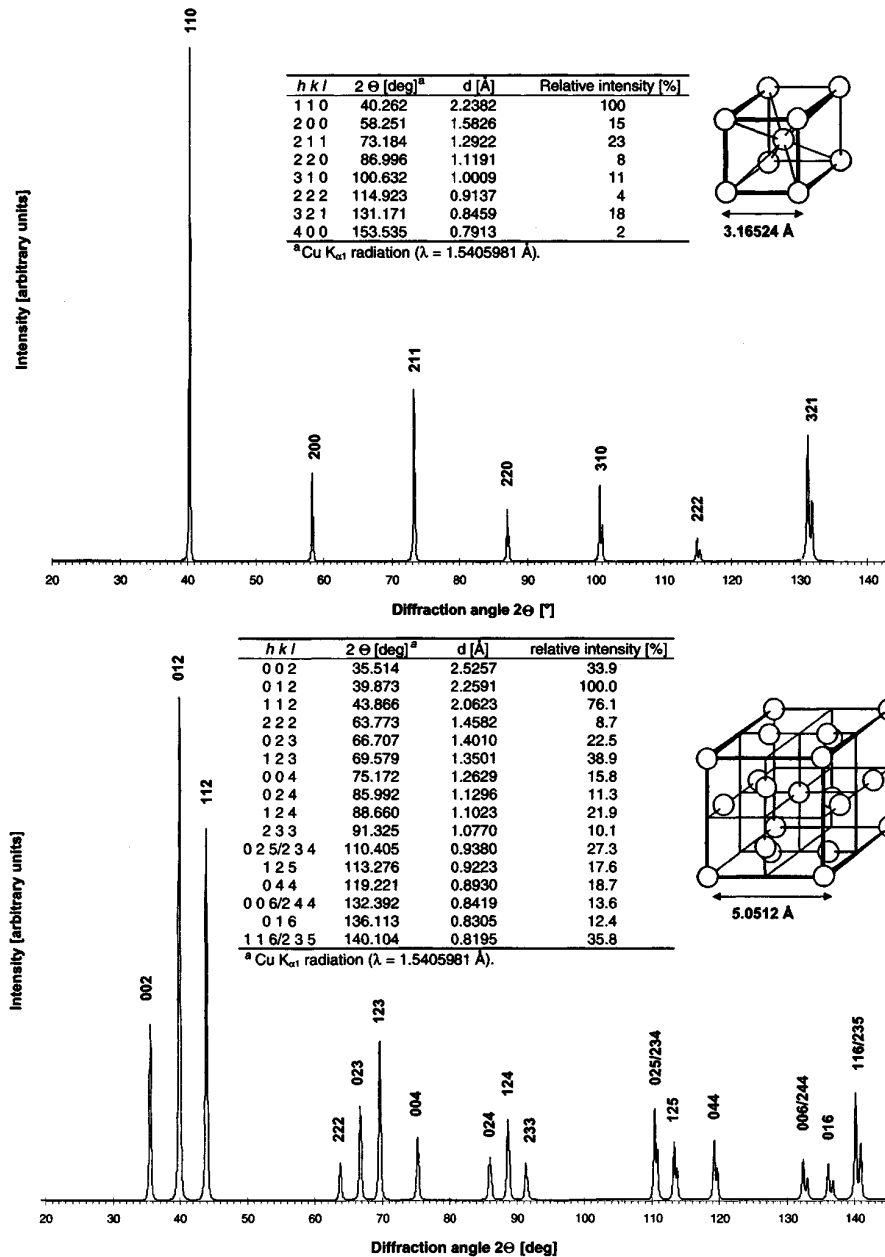 110
h k l 2 Θ [deg]ᵃ d [Å] Relative intensity [%]
1 1 0 40.262 2.2382 100
2 0 0 58.251 1.5826 15
2 1 1 73.184 1.2922 23
2 2 0 86.996 1.1191 8
3 1 0 100.632 1.0009 11
2 2 2 114.923 0.9137 4
3 2 1 131.171 0.8459 18
4 0 0 153.535 0.7913 2
ᵃ Cu Kα1 radiation (λ = 1.5405981 Å).
3.16524 Å
Intensity [arbitrary units]
200
211
220
310
222
321
20 30 40 50 60 70 80 90 100 110 120 130 140
Diffraction angle 2Θ [°]
h k l 2 Θ [deg]ᵃ d [Å] relative intensity [%]
0 0 2 35.514 2.5257 33.9
0 1 2 39.873 2.2591 100.0
1 1 2 43.866 2.0623 76.1
2 2 2 63.773 1.4582 8.7
0 2 3 66.707 1.4010 22.5
1 2 3 69.579 1.3501 38.9
0 0 4 75.172 1.2629 15.8
0 2 4 85.992 1.1296 11.3
1 2 4 88.660 1.1023 21.9
2 3 3 91.325 1.0770 10.1
0 2 5/2 3 4 110.405 0.9380 27.3
1 2 5 113.276 0.9223 17.6
0 4 4 119.221 0.8930 18.7
0 0 6/2 4 4 132.392 0.8419 13.6
0 1 6 136.113 0.8305 12.4
1 1 6/2 3 5 140.104 0.8195 35.8
ᵃ Cu Kα1 radiation (λ = 1.5405981 Å).
5.0512 Å
Intensity [arbitrary units]
002
012
112
222
023
123
004
024
124
233
025/234
125
044
006/244
016
116/235
20 30 40 50 60 70 80 90 100 110 120 130 140
Diffraction angle 2Θ [deg]